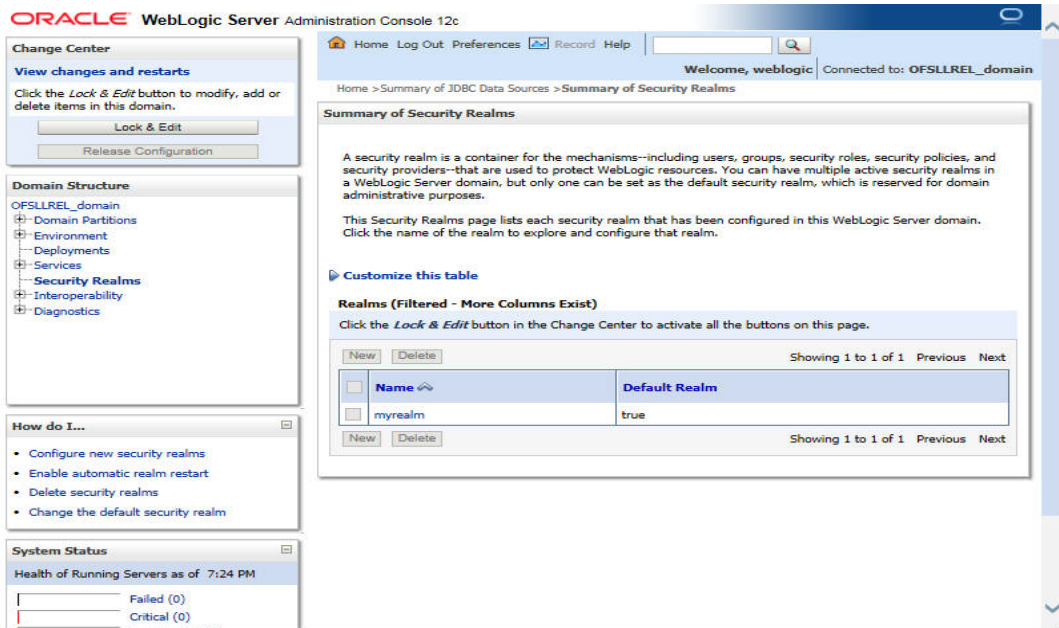 ORACLE WebLogic Server Administration Console 12c
Change Center
View changes and restarts
Click the Lock & Edit button to modify, add or
delete items in this domain.
Lock & Edit
Release Configuration
Domain Structure
OFSLLREL_domain
Domain Partitions
Environment
Deployments
Services
Security Realms
Interoperability
Diagnostics
How do I...
Configure new security realms
Enable automatic realm restart
Delete security realms
Change the default security realm
System Status
Health of Running Servers as of 7:24 PM
Failed (0)
Critical (0)
Home Log Out Preferences Record Help
Welcome, weblogic Connected to: OFSLLREL_domain
Home >Summary of JDBC Data Sources >Summary of Security Realms
Summary of Security Realms
A security realm is a container for the mechanisms--including users, groups, security roles, security policies, and
security providers--that are used to protect WebLogic resources. You can have multiple active security realms in
a WebLogic Server domain, but only one can be set as the default security realm, which is reserved for domain
administrative purposes.
This Security Realms page lists each security realm that has been configured in this WebLogic Server domain.
Click the name of the realm to explore and configure that realm.
Customize this table
Realms (Filtered - More Columns Exist)
Click the Lock & Edit button in the Change Center to activate all the buttons on this page.
New Delete Showing 1 to 1 of 1 Previous Next
Name Default Realm
myrealm true
New Delete Showing 1 to 1 of 1 Previous Next